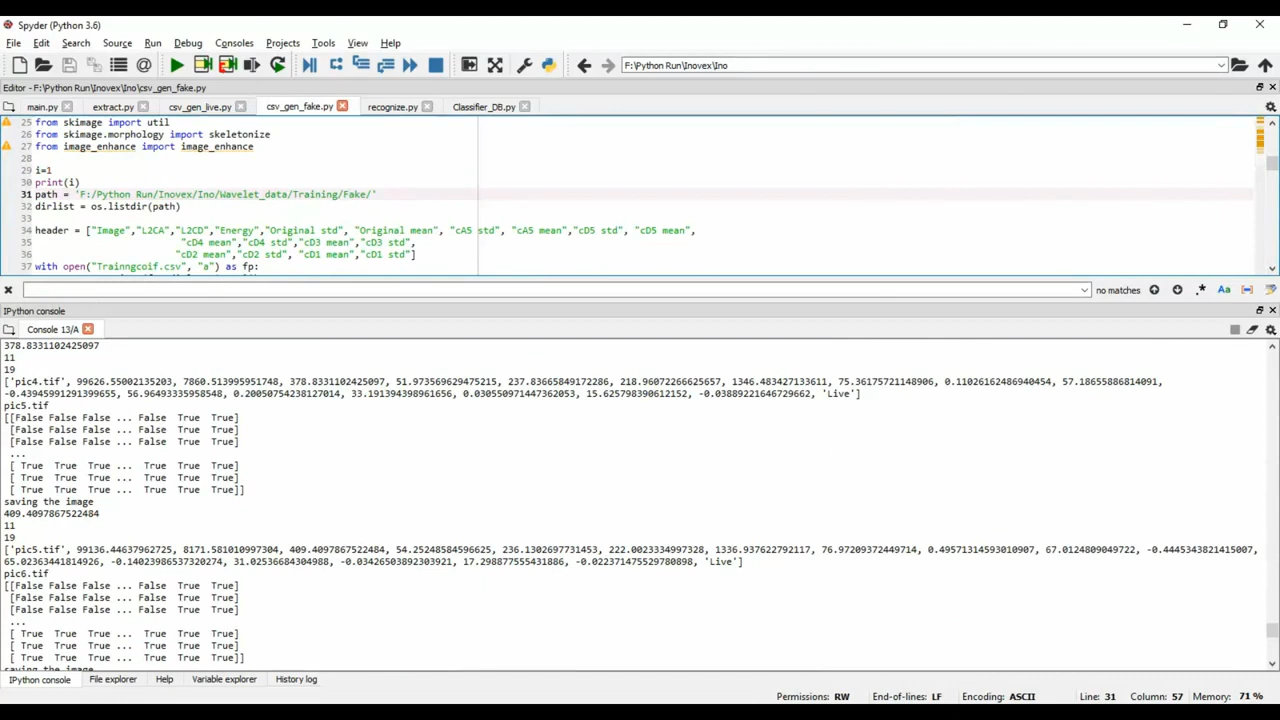 Spyder (Python 3.6)
File Edit Search Source Run Debug Consoles Projects Tools View Help
F:\Python Run\Inovex\Ino
Editor - F:\Python Run\Inovex\Ino\csv_gen_fake.py
main.py extract.py csv_gen_live.py csv_gen_fake.py recognize.py Classifier_DB.py
25 from skimage import util
26 from skimage.morphology import skeletonize
27 from image_enhance import image_enhance
28
29 i=1
30 print(i)
31 path = 'F:/Python Run/Inovex/Ino/Wavelet_data/Training/Fake/'
32 dirlist = os.listdir(path)
33
34 header = ["Image","L2CA","L2CD","Energy","Original std", "Original mean", "cA5 std", "cA5 mean","cD5 std", "cD5 mean",
35 "cD4 mean","cD4 std","cD3 mean","cD3 std",
36 "cD2 mean","cD2 std", "cD1 mean","cD1 std"]
37 with open("Trainngcoif.csv", "a") as fp:
no matches .* Aa
IPython console
Console 13/A
378.8331102425097
11
19
['pic4.tif', 99626.55002135203, 7860.513995951748, 378.8331102425097, 51.973569629475215, 237.83665849172286, 218.96072266625657, 1346.483427133611, 75.36175721148906, 0.11026162486940454, 57.18655886814091,
-0.43945991291399655, 56.96493335958548, 0.20050754238127014, 33.191394398961656, 0.030550971447362053, 15.625798390612152, -0.03889221646729662, 'Live']
pic5.tif
[[False False False ... False True True]
[False False False ... False True True]
[False False False ... False True True]
...
[ True True True ... True True True]
[ True True True ... True True True]
[ True True True ... True True True]]
saving the image
409.4097867522484
11
19
['pic5.tif', 99136.44637962725, 8171.581010997304, 409.4097867522484, 54.25248584596625, 236.1302697731453, 222.0023334997328, 1336.937622792117, 76.97209372449714, 0.49571314593010907, 67.0124809049722, -0.4445343821415007,
65.02363441814926, -0.14023986537320274, 31.02536684304988, -0.03426503892303921, 17.298877555431886, -0.022371475529780898, 'Live']
pic6.tif
[[False False False ... False True True]
[False False False ... False True True]
[False False False ... False True True]
...
[ True True True ... True True True]
[ True True True ... True True True]
[ True True True ... True True True]]
saving the image
IPython console File explorer Help Variable explorer History log
Permissions: RW End-of-lines: LF Encoding: ASCII Line: 31 Column: 57 Memory: 71 %